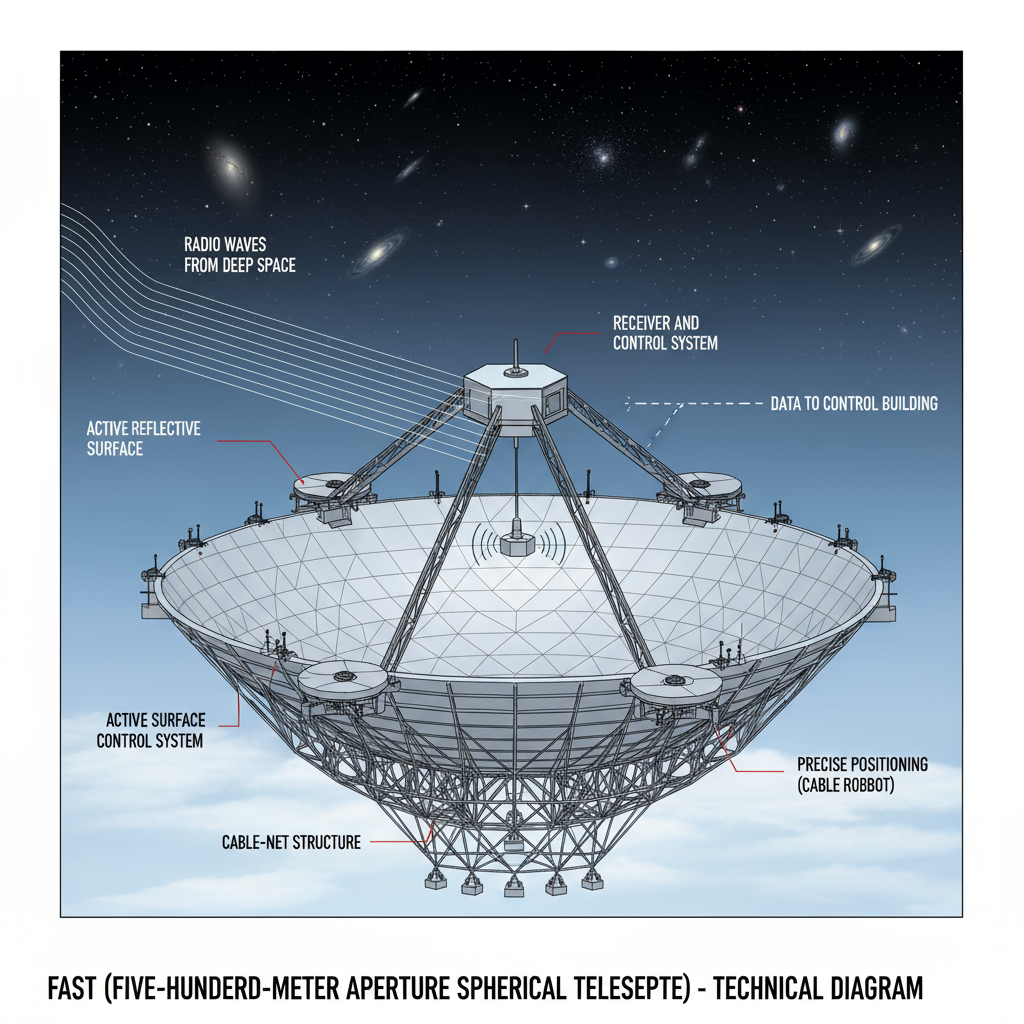 RADIO WAVES
FROM DEEP SPACE
RECEIVER AND
CONTROL SYSTEM
DATA TO CONTROL BUILDING
ACTIVE REFLECTIVE
SURFACE
ACTIVE SURFACE
CONTROL SYSTEM
PRECISE POSITIONING
(CABLE ROBBOT)
CABLE-NET STRUCTURE
FAST (FIVE-HUNDERD-METER APERTURE SPHERICAL TELESEPTE) - TECHNICAL DIAGRAM